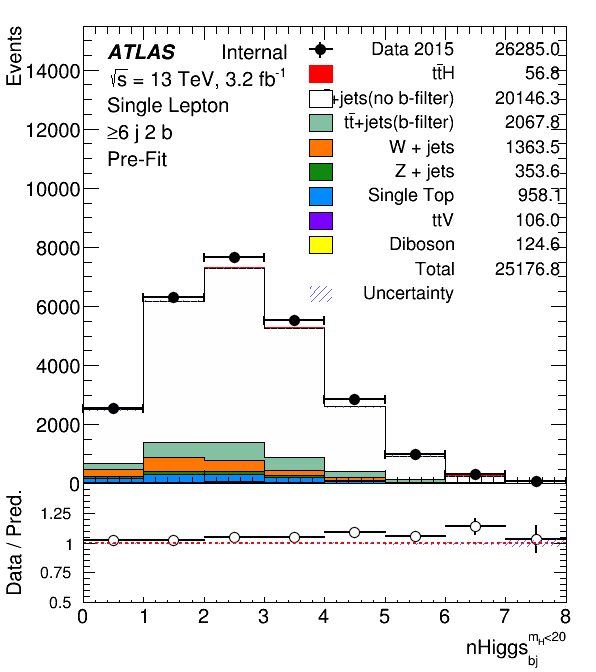 Events
ATLAS Internal
√s = 13 TeV, 3.2 fb⁻¹
Single Lepton
≥6 j 2 b
Pre-Fit
Data 2015 26285.0
tt̄H 56.8
+jets(no b-filter) 20146.3
tt̄+jets(b-filter) 2067.8
W + jets 1363.5
Z + jets 353.6
Single Top 958.1
ttV 106.0
Diboson 124.6
Total 25176.8
Uncertainty
14000
12000
10000
8000
6000
4000
2000
0
Data / Pred.
1.25
1
0.75
0.5
0 1 2 3 4 5 6 7 8
nHiggs_bj^{m_H<20}